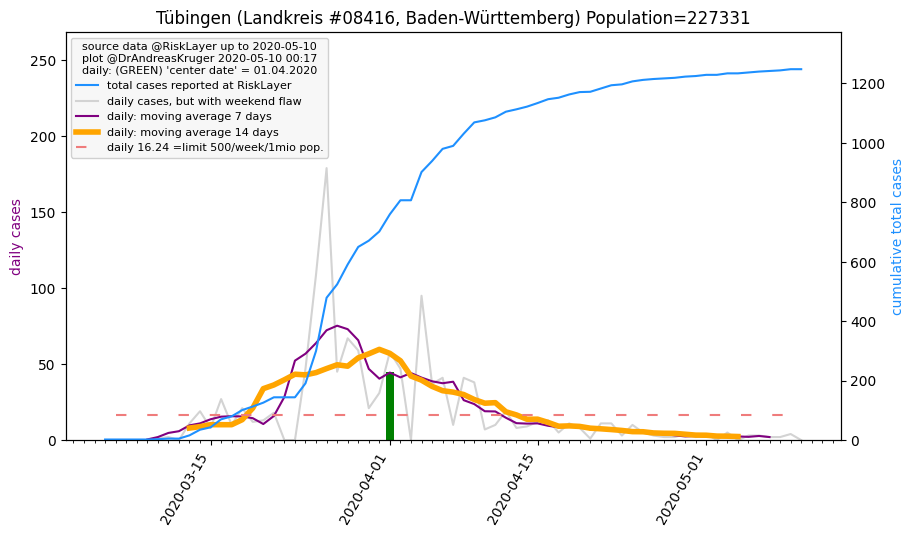 Tübingen (Landkreis #08416, Baden-Württemberg) Population=227331
source data @RiskLayer up to 2020-05-10
plot @DrAndreasKruger 2020-05-10 00:17
daily: (GREEN) 'center date' = 01.04.2020
total cases reported at RiskLayer
daily cases, but with weekend flaw
daily: moving average 7 days
daily: moving average 14 days
daily 16.24 =limit 500/week/1mio pop.
daily cases
250
200
150
100
50
0
cumulative total cases
1200
1000
800
600
400
200
0
2020-03-15
2020-04-01
2020-04-15
2020-05-01